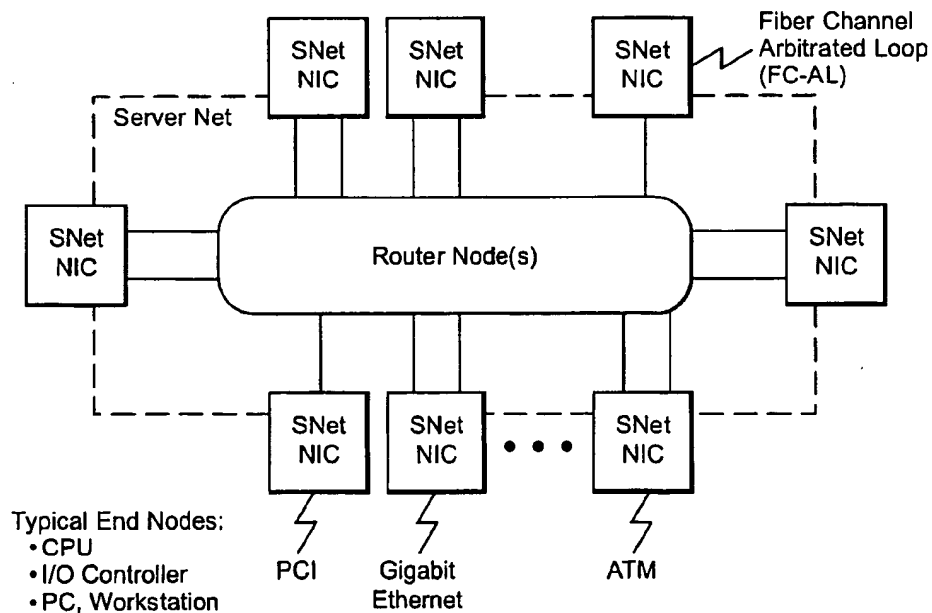 SNet
NIC
SNet
NIC
SNet
NIC
Fiber Channel
Arbitrated Loop
(FC-AL)
Server Net
SNet
NIC
Router Node(s)
SNet
NIC
SNet
NIC
SNet
NIC
SNet
NIC
Typical End Nodes:
•CPU
•I/O Controller
•PC, Workstation
PCI
Gigabit
Ethernet
ATM